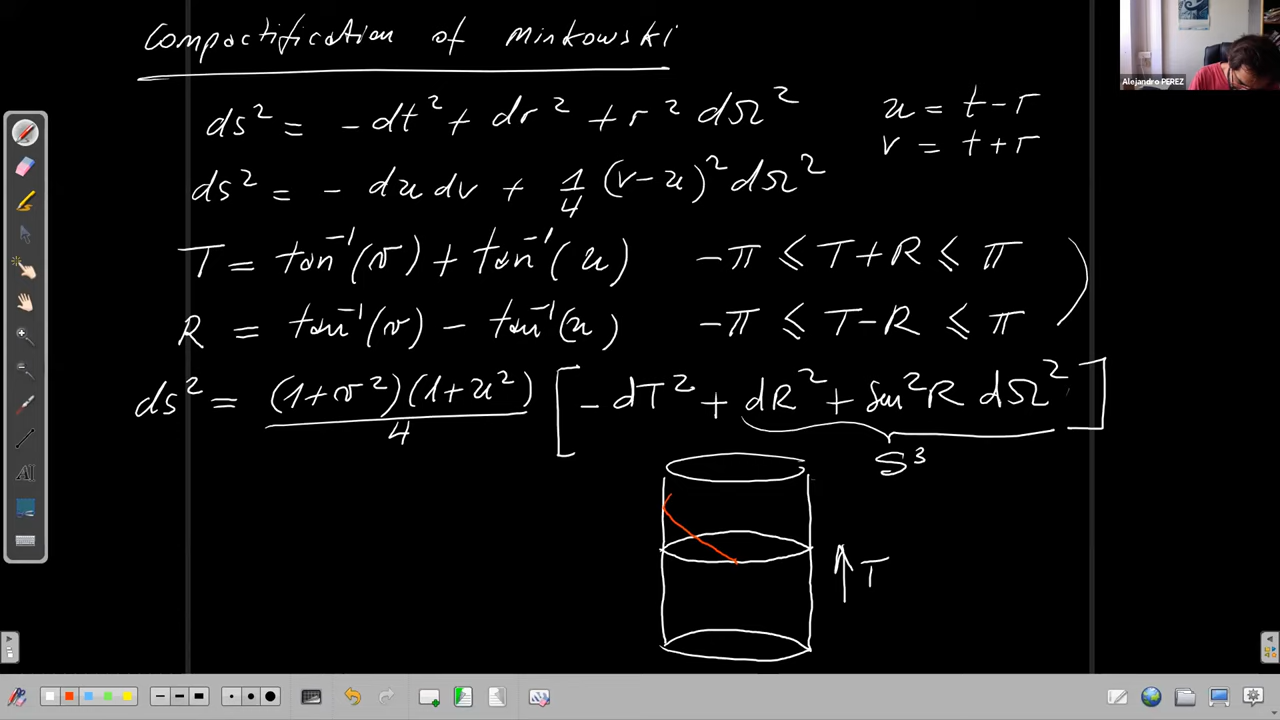 Compactification of Minkowski
Alejandro PEREZ
ds² = -dt² + dr² + r² dΩ²    u = t-r
v = t+r
ds² = - du dv + 1/4 (v-u)² dΩ²
T = tan⁻¹(v) + tan⁻¹(u)    -π ≤ T+R ≤ π
R = tan⁻¹(v) - tan⁻¹(u)    -π ≤ T-R ≤ π
ds² = (1+v²)(1+u²)/4 [ - dT² + dR² + sin²R dΩ² ]
S³
T
AI